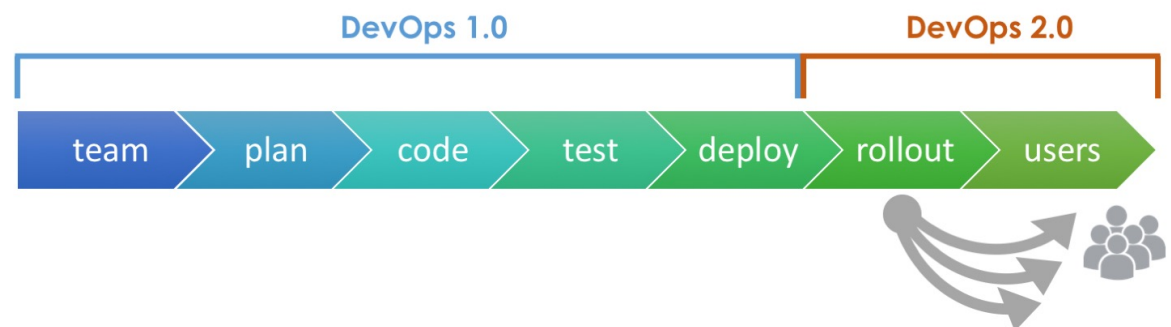 DevOps 1.0 DevOps 2.0
team plan code test deploy rollout users